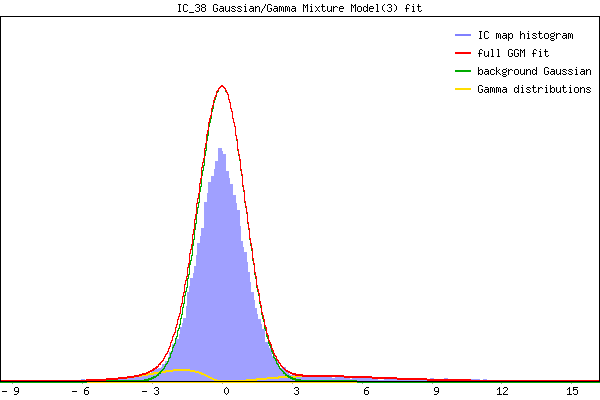 IC_38 Gaussian/Gamma Mixture Model(3) fit
IC map histogram
full GGM fit
background Gaussian
Gamma distributions
-9 -6 -3 0 3 6 9 12 15